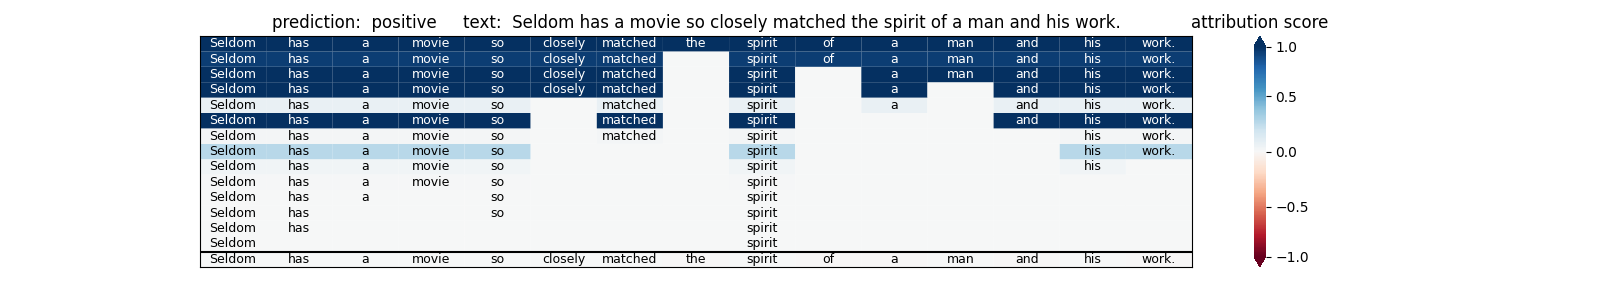 prediction: positive text: Seldom has a movie so closely matched the spirit of a man and his work. attribution score
Seldom has a movie so closely matched the spirit of a man and his work. 1.0
Seldom has a movie so closely matched spirit of a man and his work.
Seldom has a movie so closely matched spirit a man and his work.
Seldom has a movie so closely matched spirit a and his work.
Seldom has a movie so matched spirit a and his work. 0.5
Seldom has a movie so matched spirit and his work.
Seldom has a movie so matched spirit his work.
Seldom has a movie so spirit his work. 0.0
Seldom has a movie so spirit his
Seldom has a movie so spirit
Seldom has a so spirit
Seldom has so spirit −0.5
Seldom has spirit
Seldom spirit
Seldom has a movie so closely matched the spirit of a man and his work. −1.0